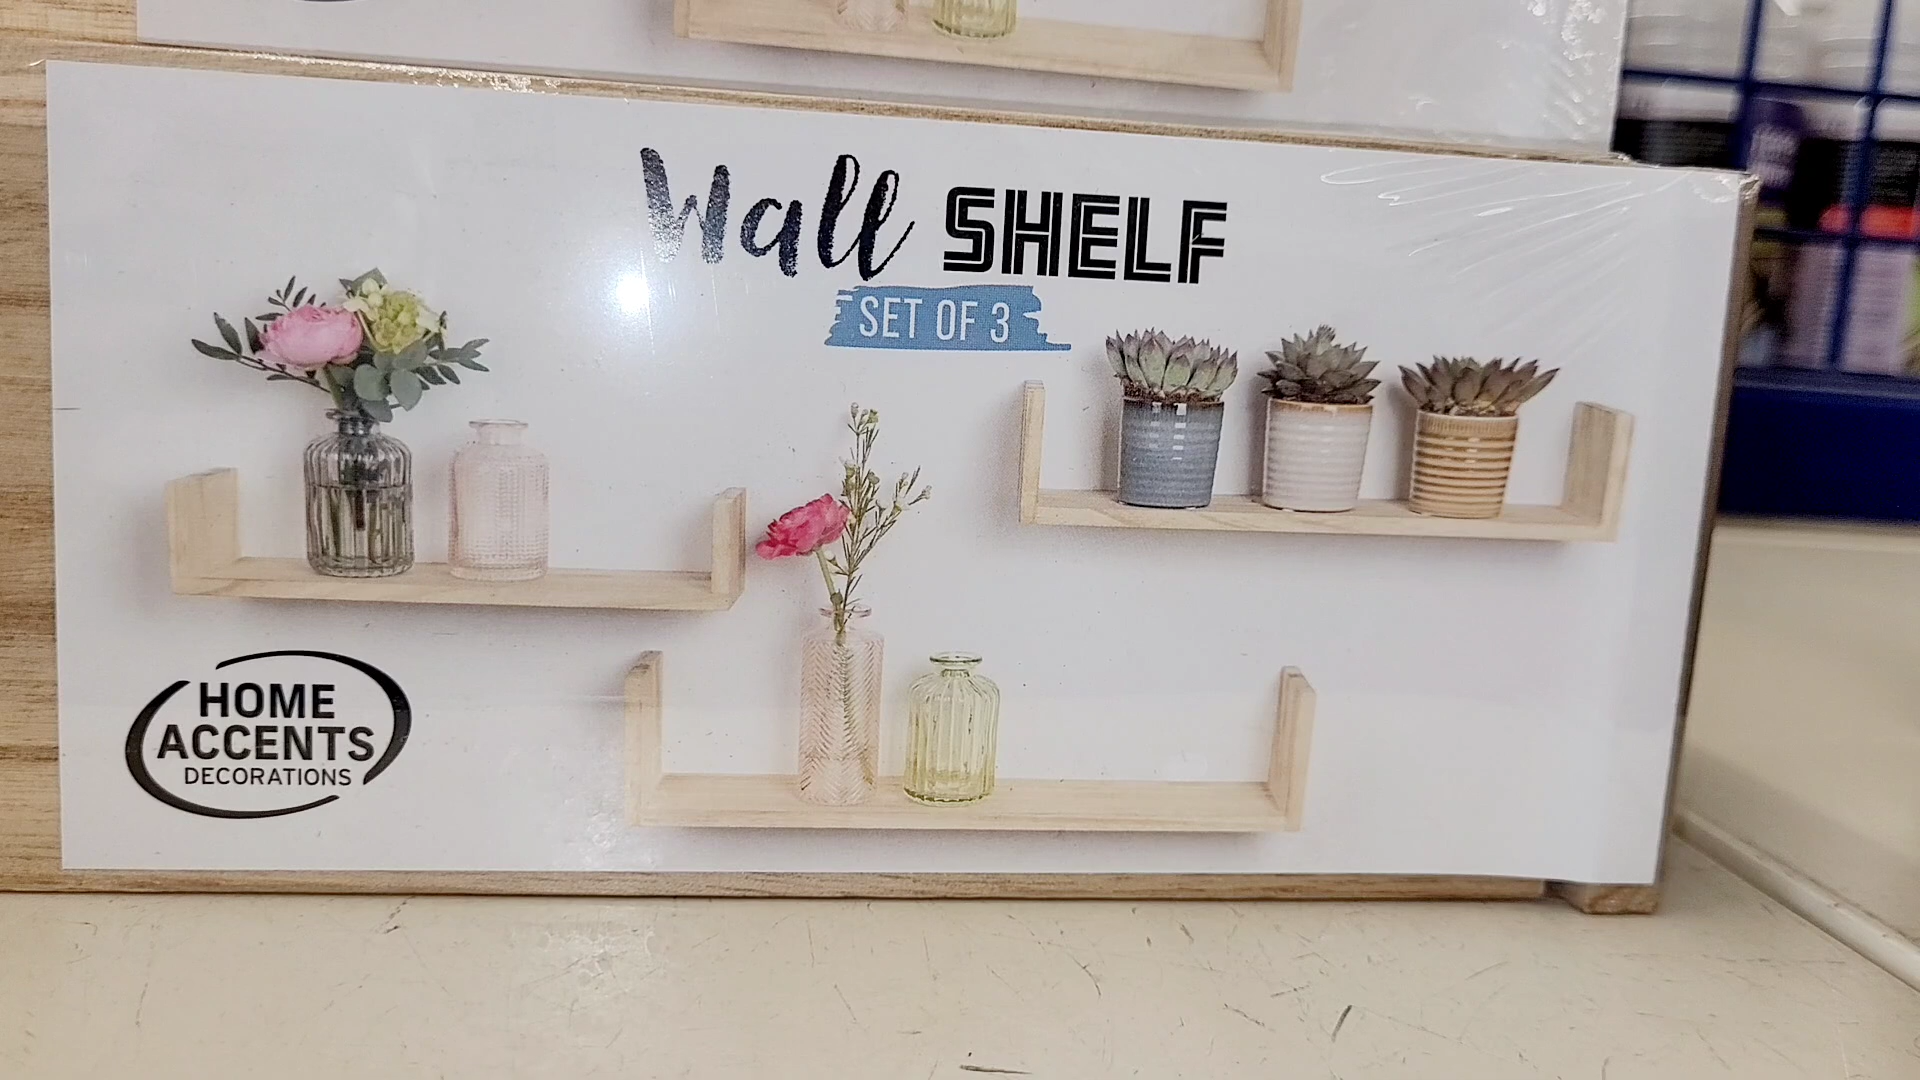 Wall SHELF
SET OF 3
HOME
ACCENTS
DECORATIONS